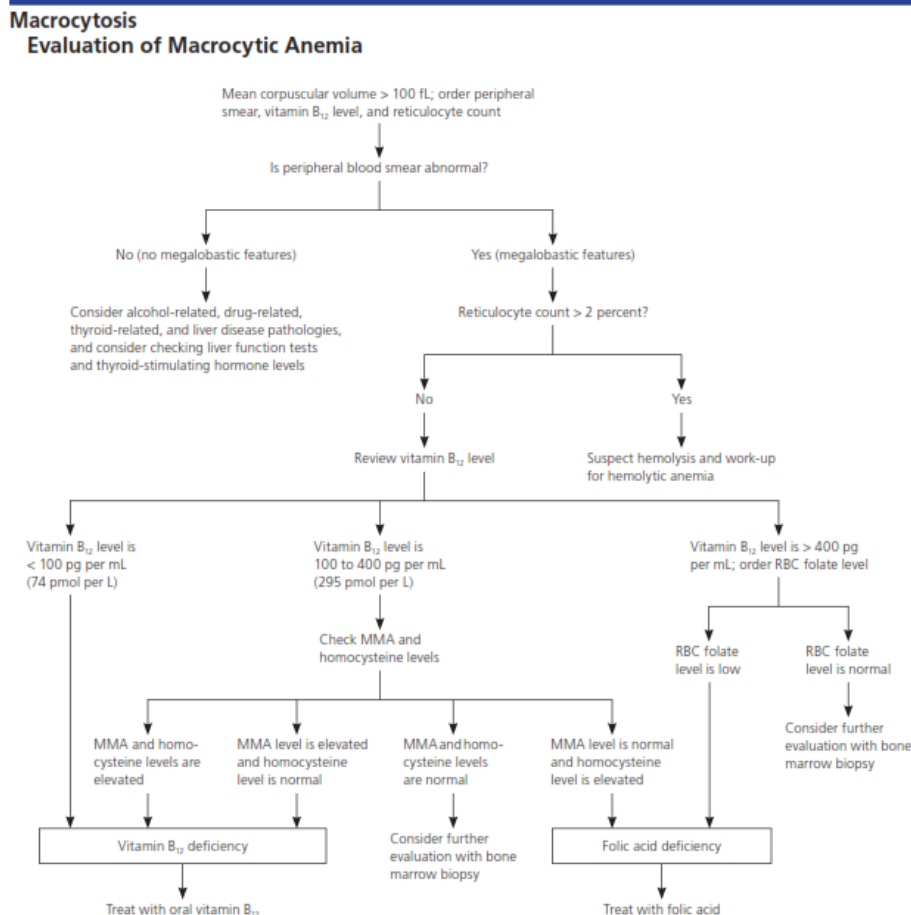 Macrocytosis
Evaluation of Macrocytic Anemia
Mean corpuscular volume > 100 fL; order peripheral
smear, vitamin B₁₂ level, and reticulocyte count
Is peripheral blood smear abnormal?
No (no megalobastic features)
Yes (megalobastic features)
Consider alcohol-related, drug-related,
thyroid-related, and liver disease pathologies,
and consider checking liver function tests
and thyroid-stimulating hormone levels
Reticulocyte count > 2 percent?
No
Yes
Review vitamin B₁₂ level
Suspect hemolysis and work-up
for hemolytic anemia
Vitamin B₁₂ level is
< 100 pg per mL
(74 pmol per L)
Vitamin B₁₂ level is
100 to 400 pg per mL
(295 pmol per L)
Vitamin B₁₂ level is > 400 pg
per mL; order RBC folate level
Check MMA and
homocysteine levels
RBC folate
level is low
RBC folate
level is normal
Consider further
evaluation with bone
marrow biopsy
MMA and homo-
cysteine levels are
elevated
MMA level is elevated
and homocysteine
level is normal
MMA and homo-
cysteine levels
are normal
MMA level is normal
and homocysteine
level is elevated
Consider further
evaluation with bone
marrow biopsy
Vitamin B₁₂ deficiency
Folic acid deficiency
Treat with oral vitamin B₁₂
Treat with folic acid